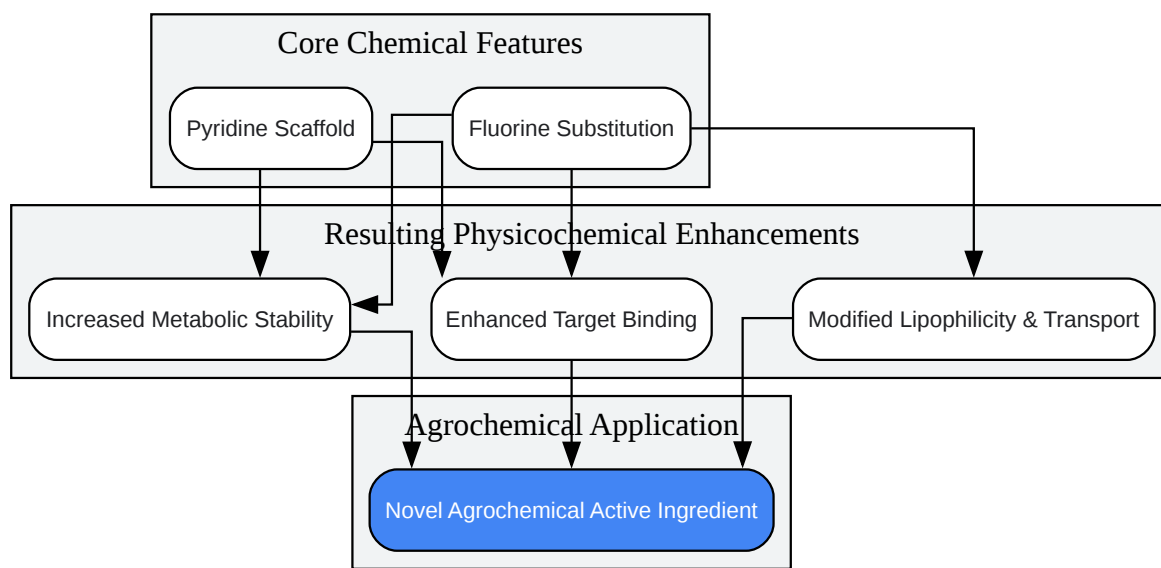 Core Chemical Features
Pyridine Scaffold
Fluorine Substitution
Resulting Physicochemical Enhancements
Increased Metabolic Stability
Enhanced Target Binding
Modified Lipophilicity & Transport
Agrochemical Application
Novel Agrochemical Active Ingredient